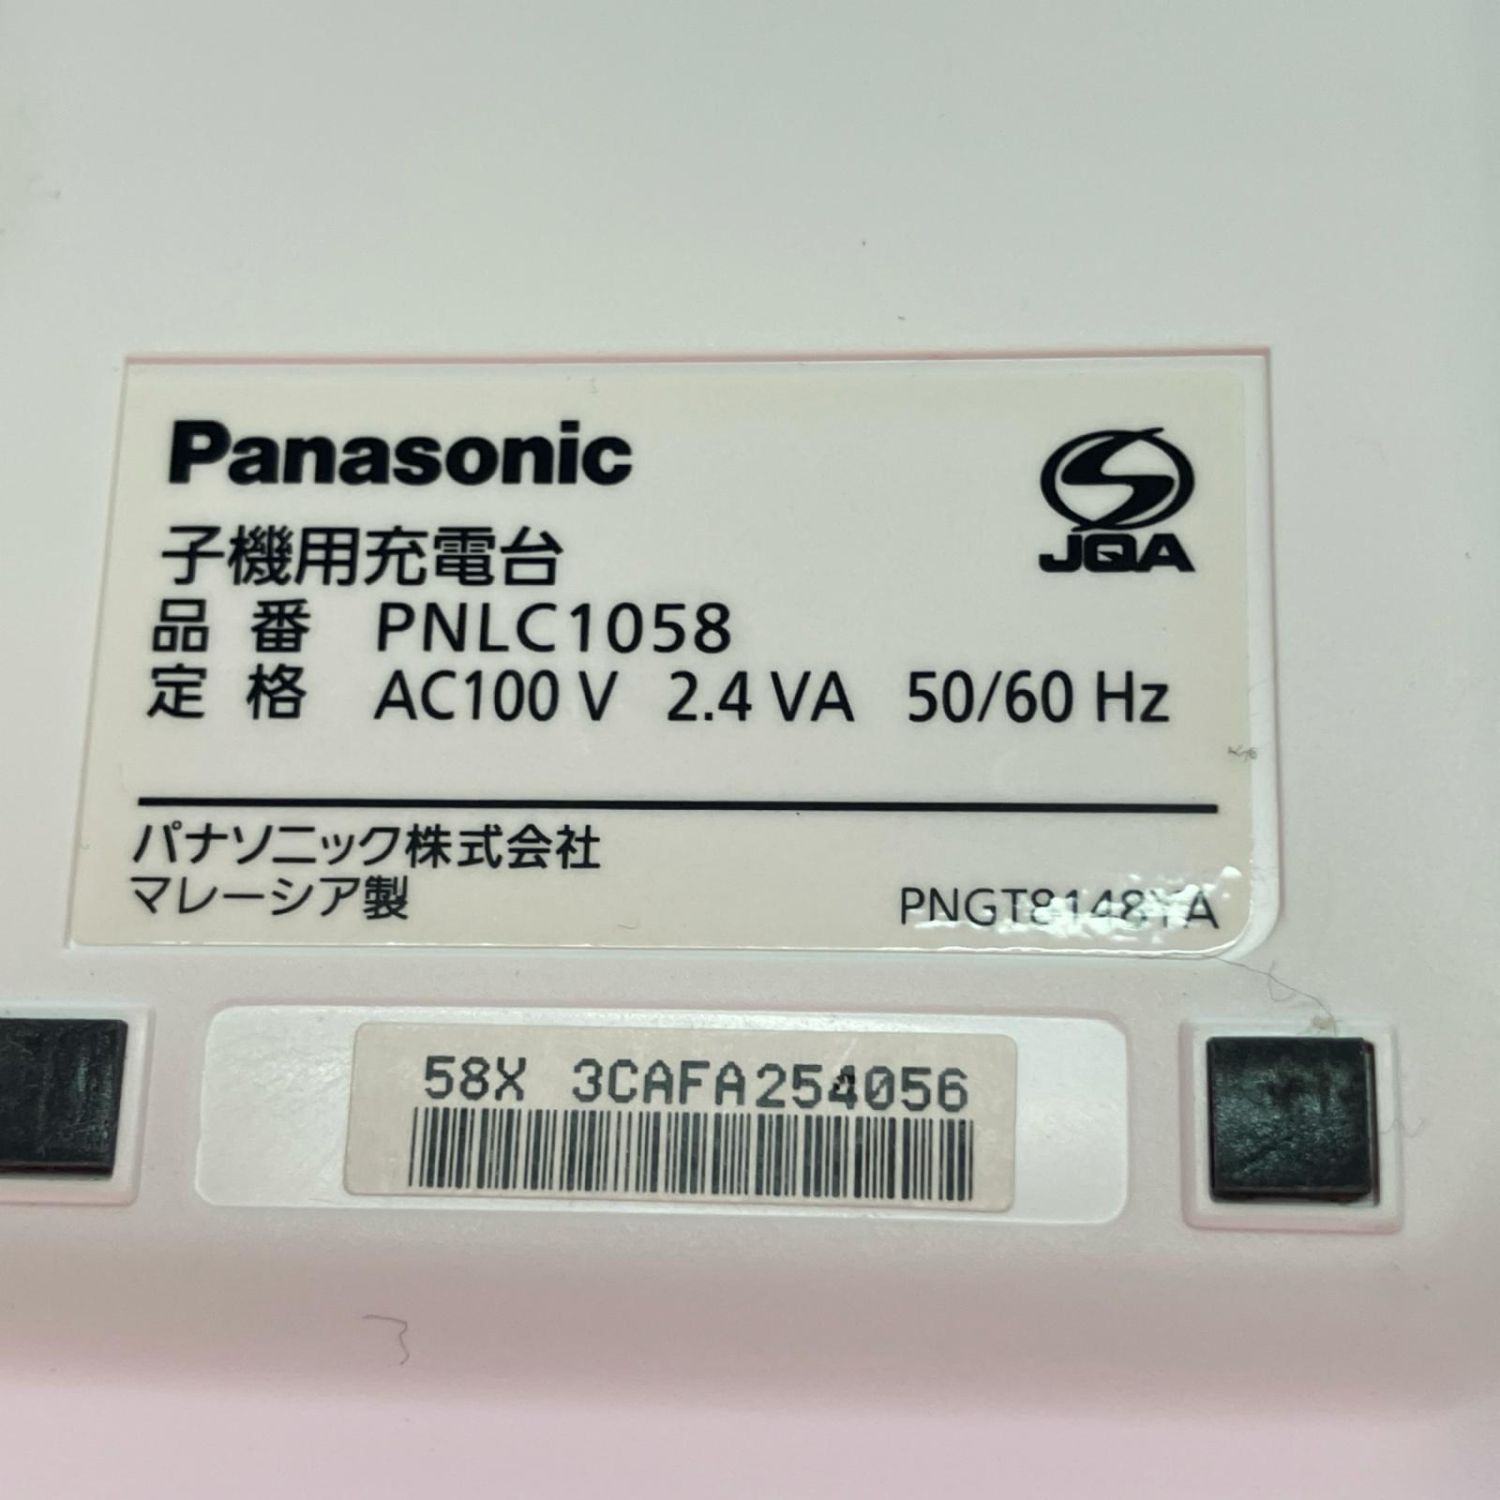 Panasonic
JQA
子機用充電台
品番 PNLC1058
定格 AC100 V 2.4 VA 50/60 Hz
パナソニック株式会社
マレーシア製
PNGT8148YA
58X 3CAFA254056